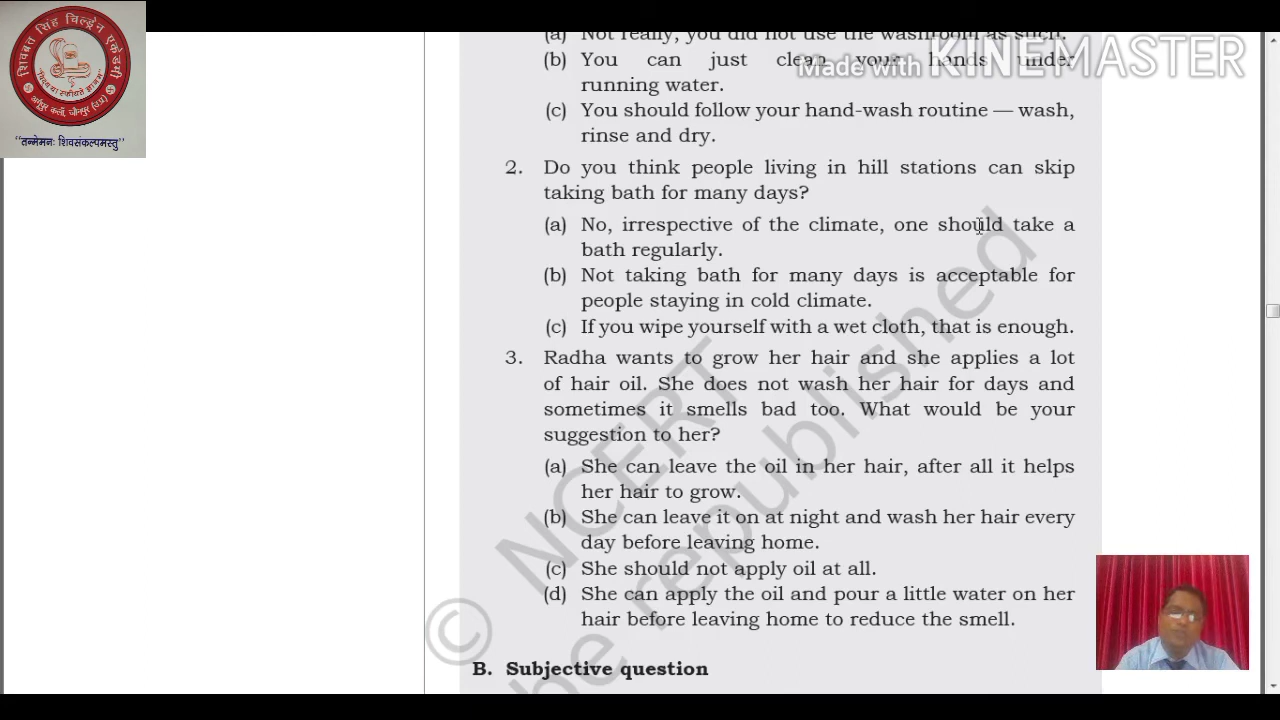 शिवब्रत सिंह चिल्ड्रेन एकेडमी
"तन्मेमनः शिवसंकल्पमस्तु"
Made with KINEMASTER
(a) Not really, you did not use the washroom as such.
(b) You can just clean your hands under
running water.
(c) You should follow your hand-wash routine — wash,
rinse and dry.
2. Do you think people living in hill stations can skip
taking bath for many days?
(a) No, irrespective of the climate, one should take a
bath regularly.
(b) Not taking bath for many days is acceptable for
people staying in cold climate.
(c) If you wipe yourself with a wet cloth, that is enough.
3. Radha wants to grow her hair and she applies a lot
of hair oil. She does not wash her hair for days and
sometimes it smells bad too. What would be your
suggestion to her?
(a) She can leave the oil in her hair, after all it helps
her hair to grow.
(b) She can leave it on at night and wash her hair every
day before leaving home.
(c) She should not apply oil at all.
(d) She can apply the oil and pour a little water on her
hair before leaving home to reduce the smell.
B. Subjective question
© NCERT
be republished